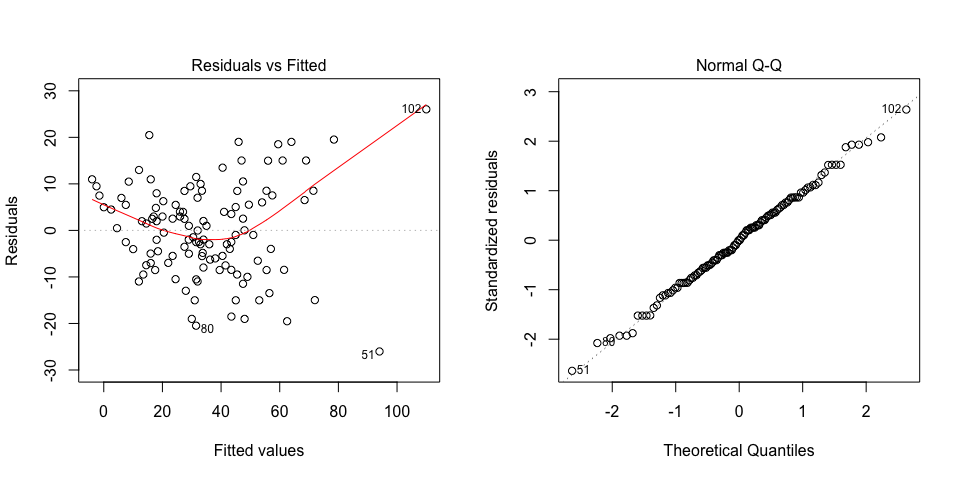 Residuals vs Fitted
Residuals
30
20
10
0
-10
-20
-30
102
80
51
0 20 40 60 80 100
Fitted values
Normal Q-Q
Standardized residuals
3
2
1
0
-1
-2
102
80
51
-2 -1 0 1 2
Theoretical Quantiles